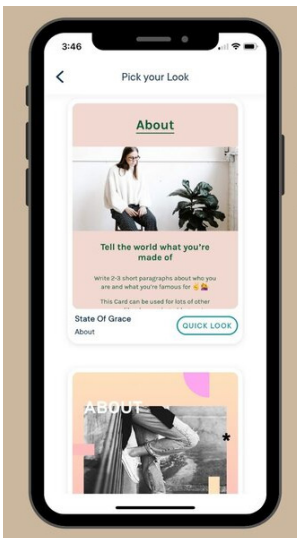 3:46
Pick your Look
About
Tell the world what you're
made of
Write 2-3 short paragraphs about who you
are and what you're famous for
This Card can be used for lots of other
State Of Grace
About
QUICK LOOK
ABOUT